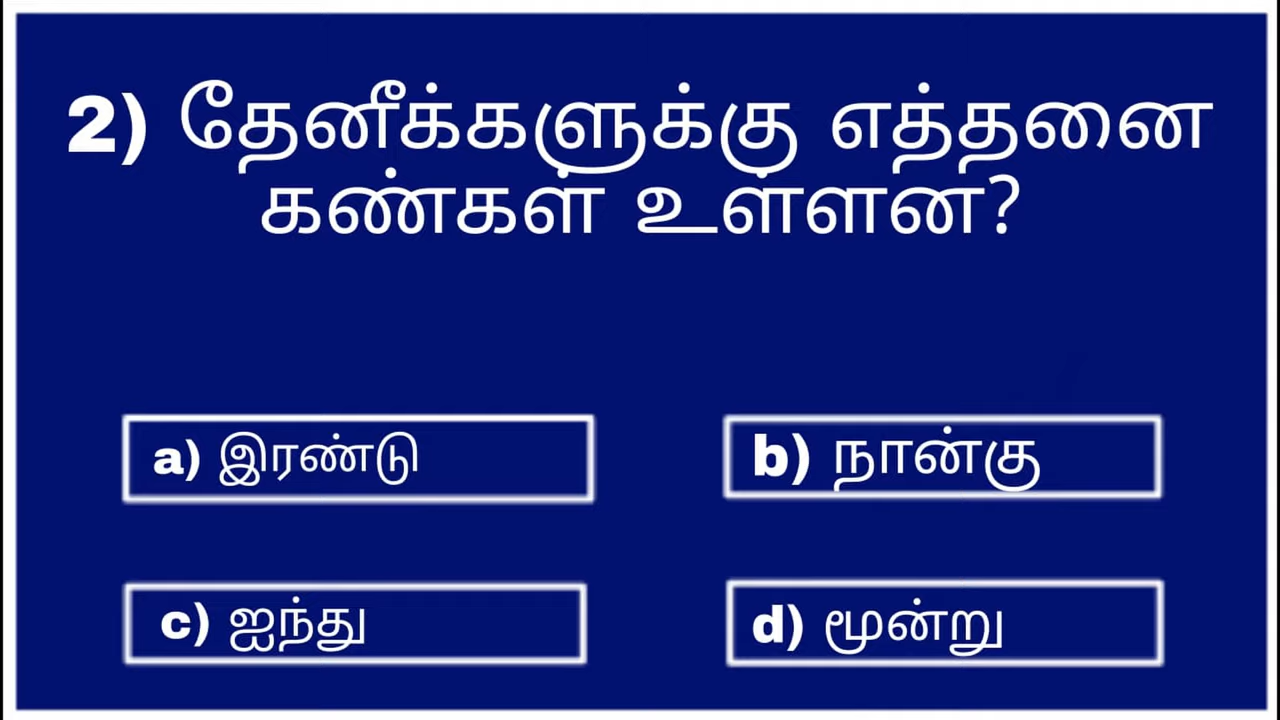 2) தேனீக்களுக்கு எத்தனை
கண்கள் உள்ளன?
a) இரண்டு
b) நான்கு
c) ஐந்து
d) மூன்று